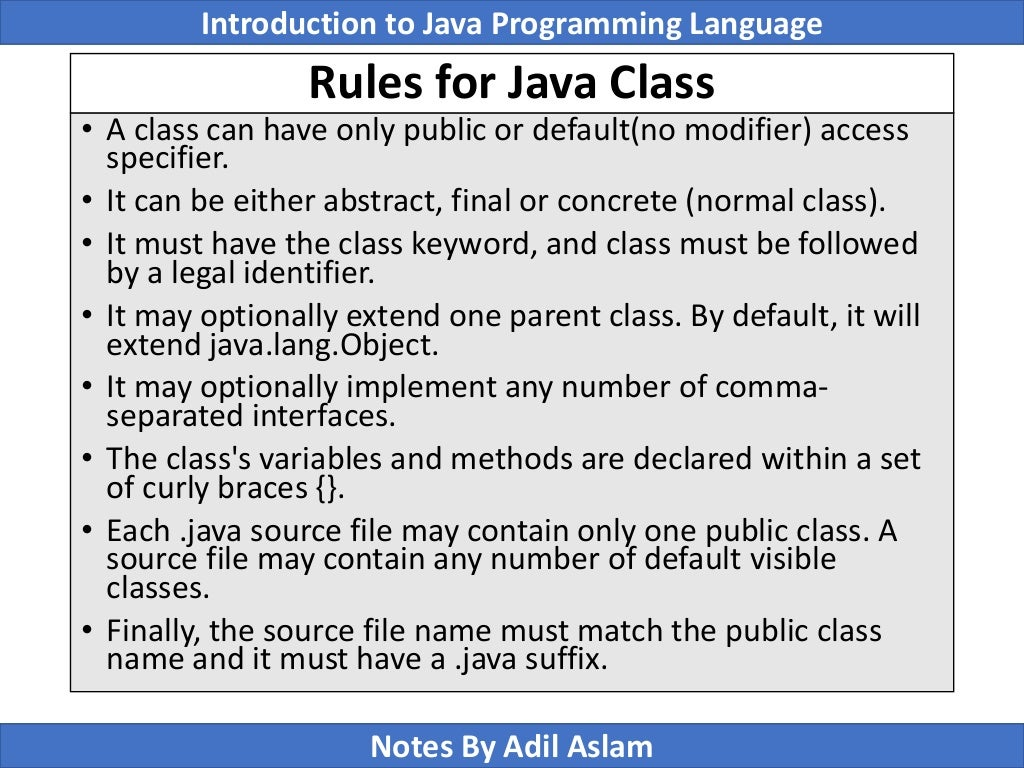 Introduction to Java Programming Language
Rules for Java Class
• A class can have only public or default(no modifier) access
specifier.
• It can be either abstract, final or concrete (normal class).
• It must have the class keyword, and class must be followed
by a legal identifier.
• It may optionally extend one parent class. By default, it will
extend java.lang.Object.
• It may optionally implement any number of comma-
separated interfaces.
• The class's variables and methods are declared within a set
of curly braces {}.
• Each .java source file may contain only one public class. A
source file may contain any number of default visible
classes.
• Finally, the source file name must match the public class
name and it must have a .java suffix.
Notes By Adil Aslam